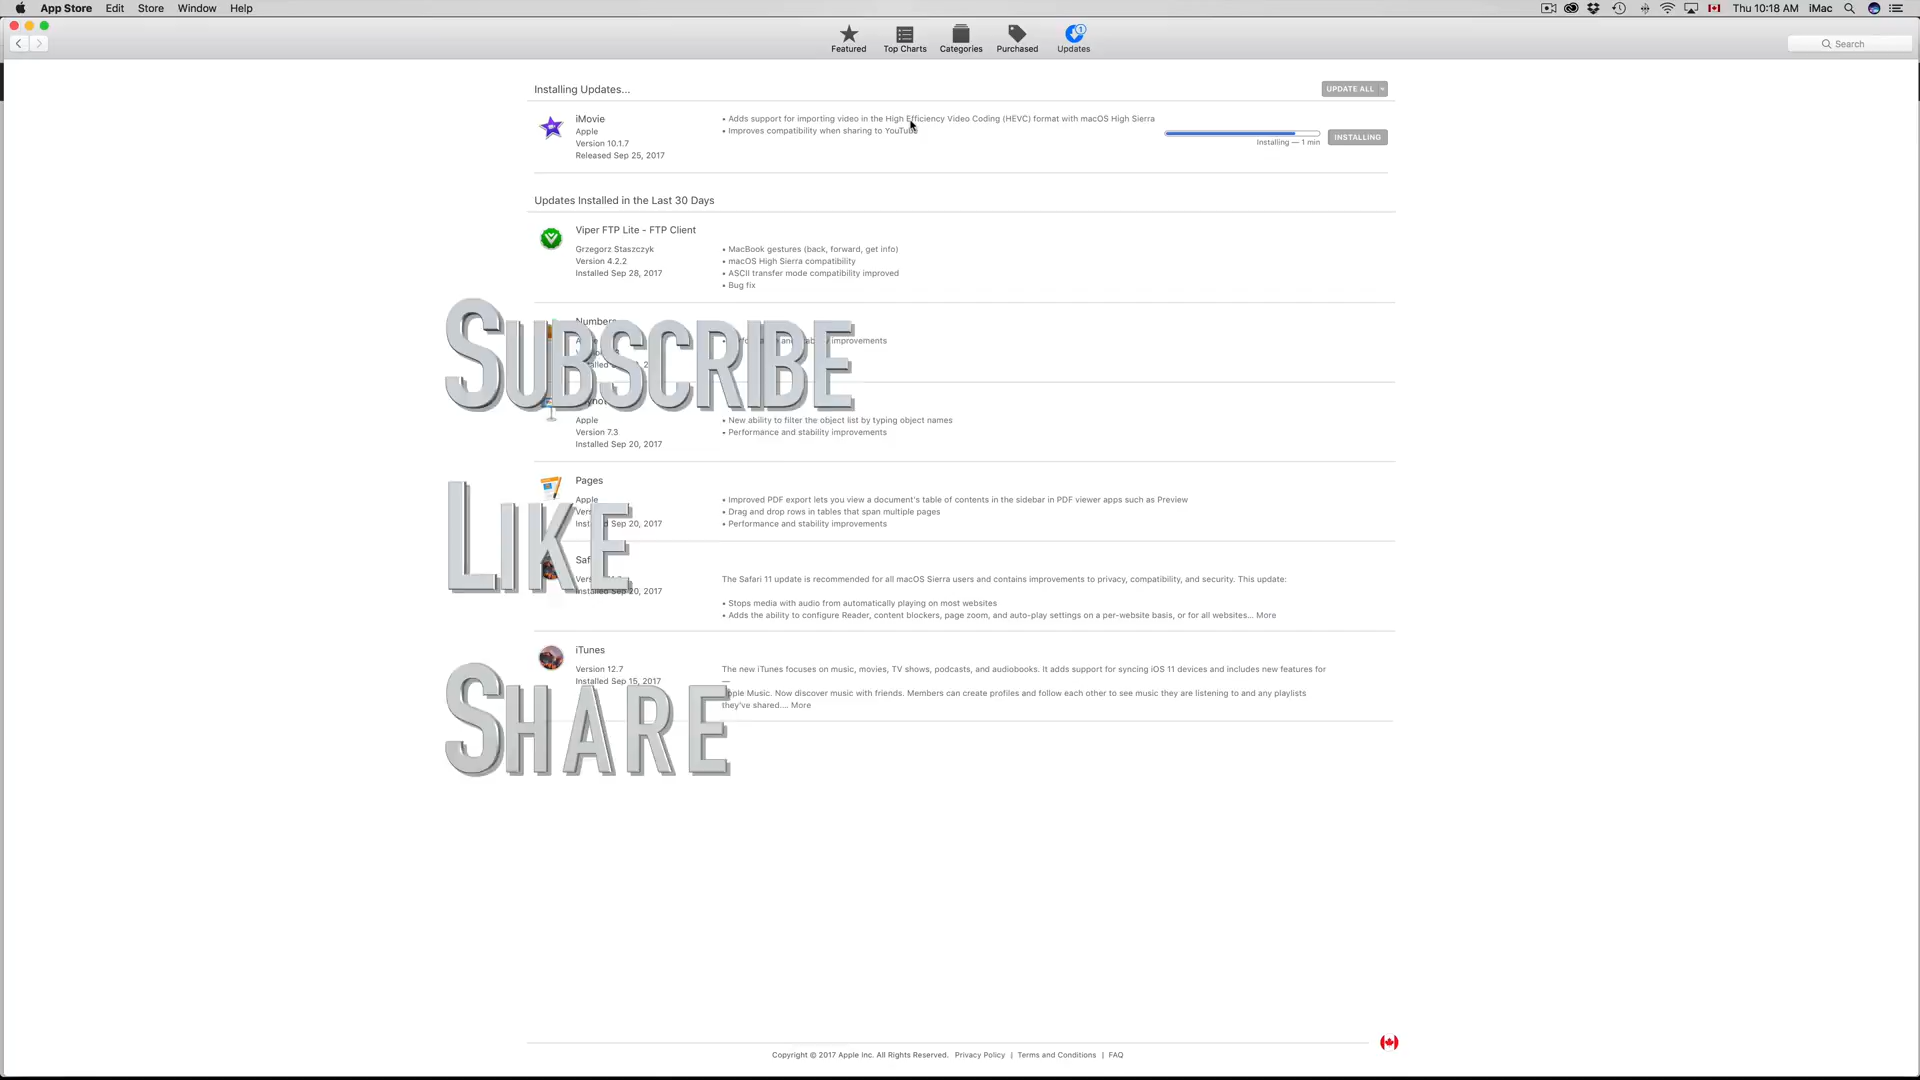 App Store Edit Store Window Help
Thu 10:18 AM iMac
Featured Top Charts Categories Purchased Updates
1
Search
Installing Updates...
UPDATE ALL
iMovie
Apple
Version 10.1.7
Released Sep 25, 2017
• Adds support for importing video in the High Efficiency Video Coding (HEVC) format with macOS High Sierra
• Improves compatibility when sharing to YouTube
Installing — 1 min
INSTALLING
Updates Installed in the Last 30 Days
Viper FTP Lite - FTP Client
Grzegorz Staszczyk
Version 4.2.2
Installed Sep 28, 2017
• MacBook gestures (back, forward, get info)
• macOS High Sierra compatibility
• ASCII transfer mode compatibility improved
• Bug fix
Numbers
improvements
SUBSCRIBE
Apple
Version 7.3
Installed Sep 20, 2017
• New ability to filter the object list by typing object names
• Performance and stability improvements
Pages
Apple
Installed Sep 20, 2017
• Improved PDF export lets you view a document's table of contents in the sidebar in PDF viewer apps such as Preview
• Drag and drop rows in tables that span multiple pages
• Performance and stability improvements
LIKE
Installed Sep 20, 2017
The Safari 11 update is recommended for all macOS Sierra users and contains improvements to privacy, compatibility, and security. This update:
• Stops media with audio from automatically playing on most websites
• Adds the ability to configure Reader, content blockers, page zoom, and auto-play settings on a per-website basis, or for all websites... More
iTunes
Version 12.7
Installed Sep 15, 2017
The new iTunes focuses on music, movies, TV shows, podcasts, and audiobooks. It adds support for syncing iOS 11 devices and includes new features for
—
Apple Music. Now discover music with friends. Members can create profiles and follow each other to see music they are listening to and any playlists
they've shared.... More
SHARE
Copyright © 2017 Apple Inc. All Rights Reserved. Privacy Policy | Terms and Conditions | FAQ